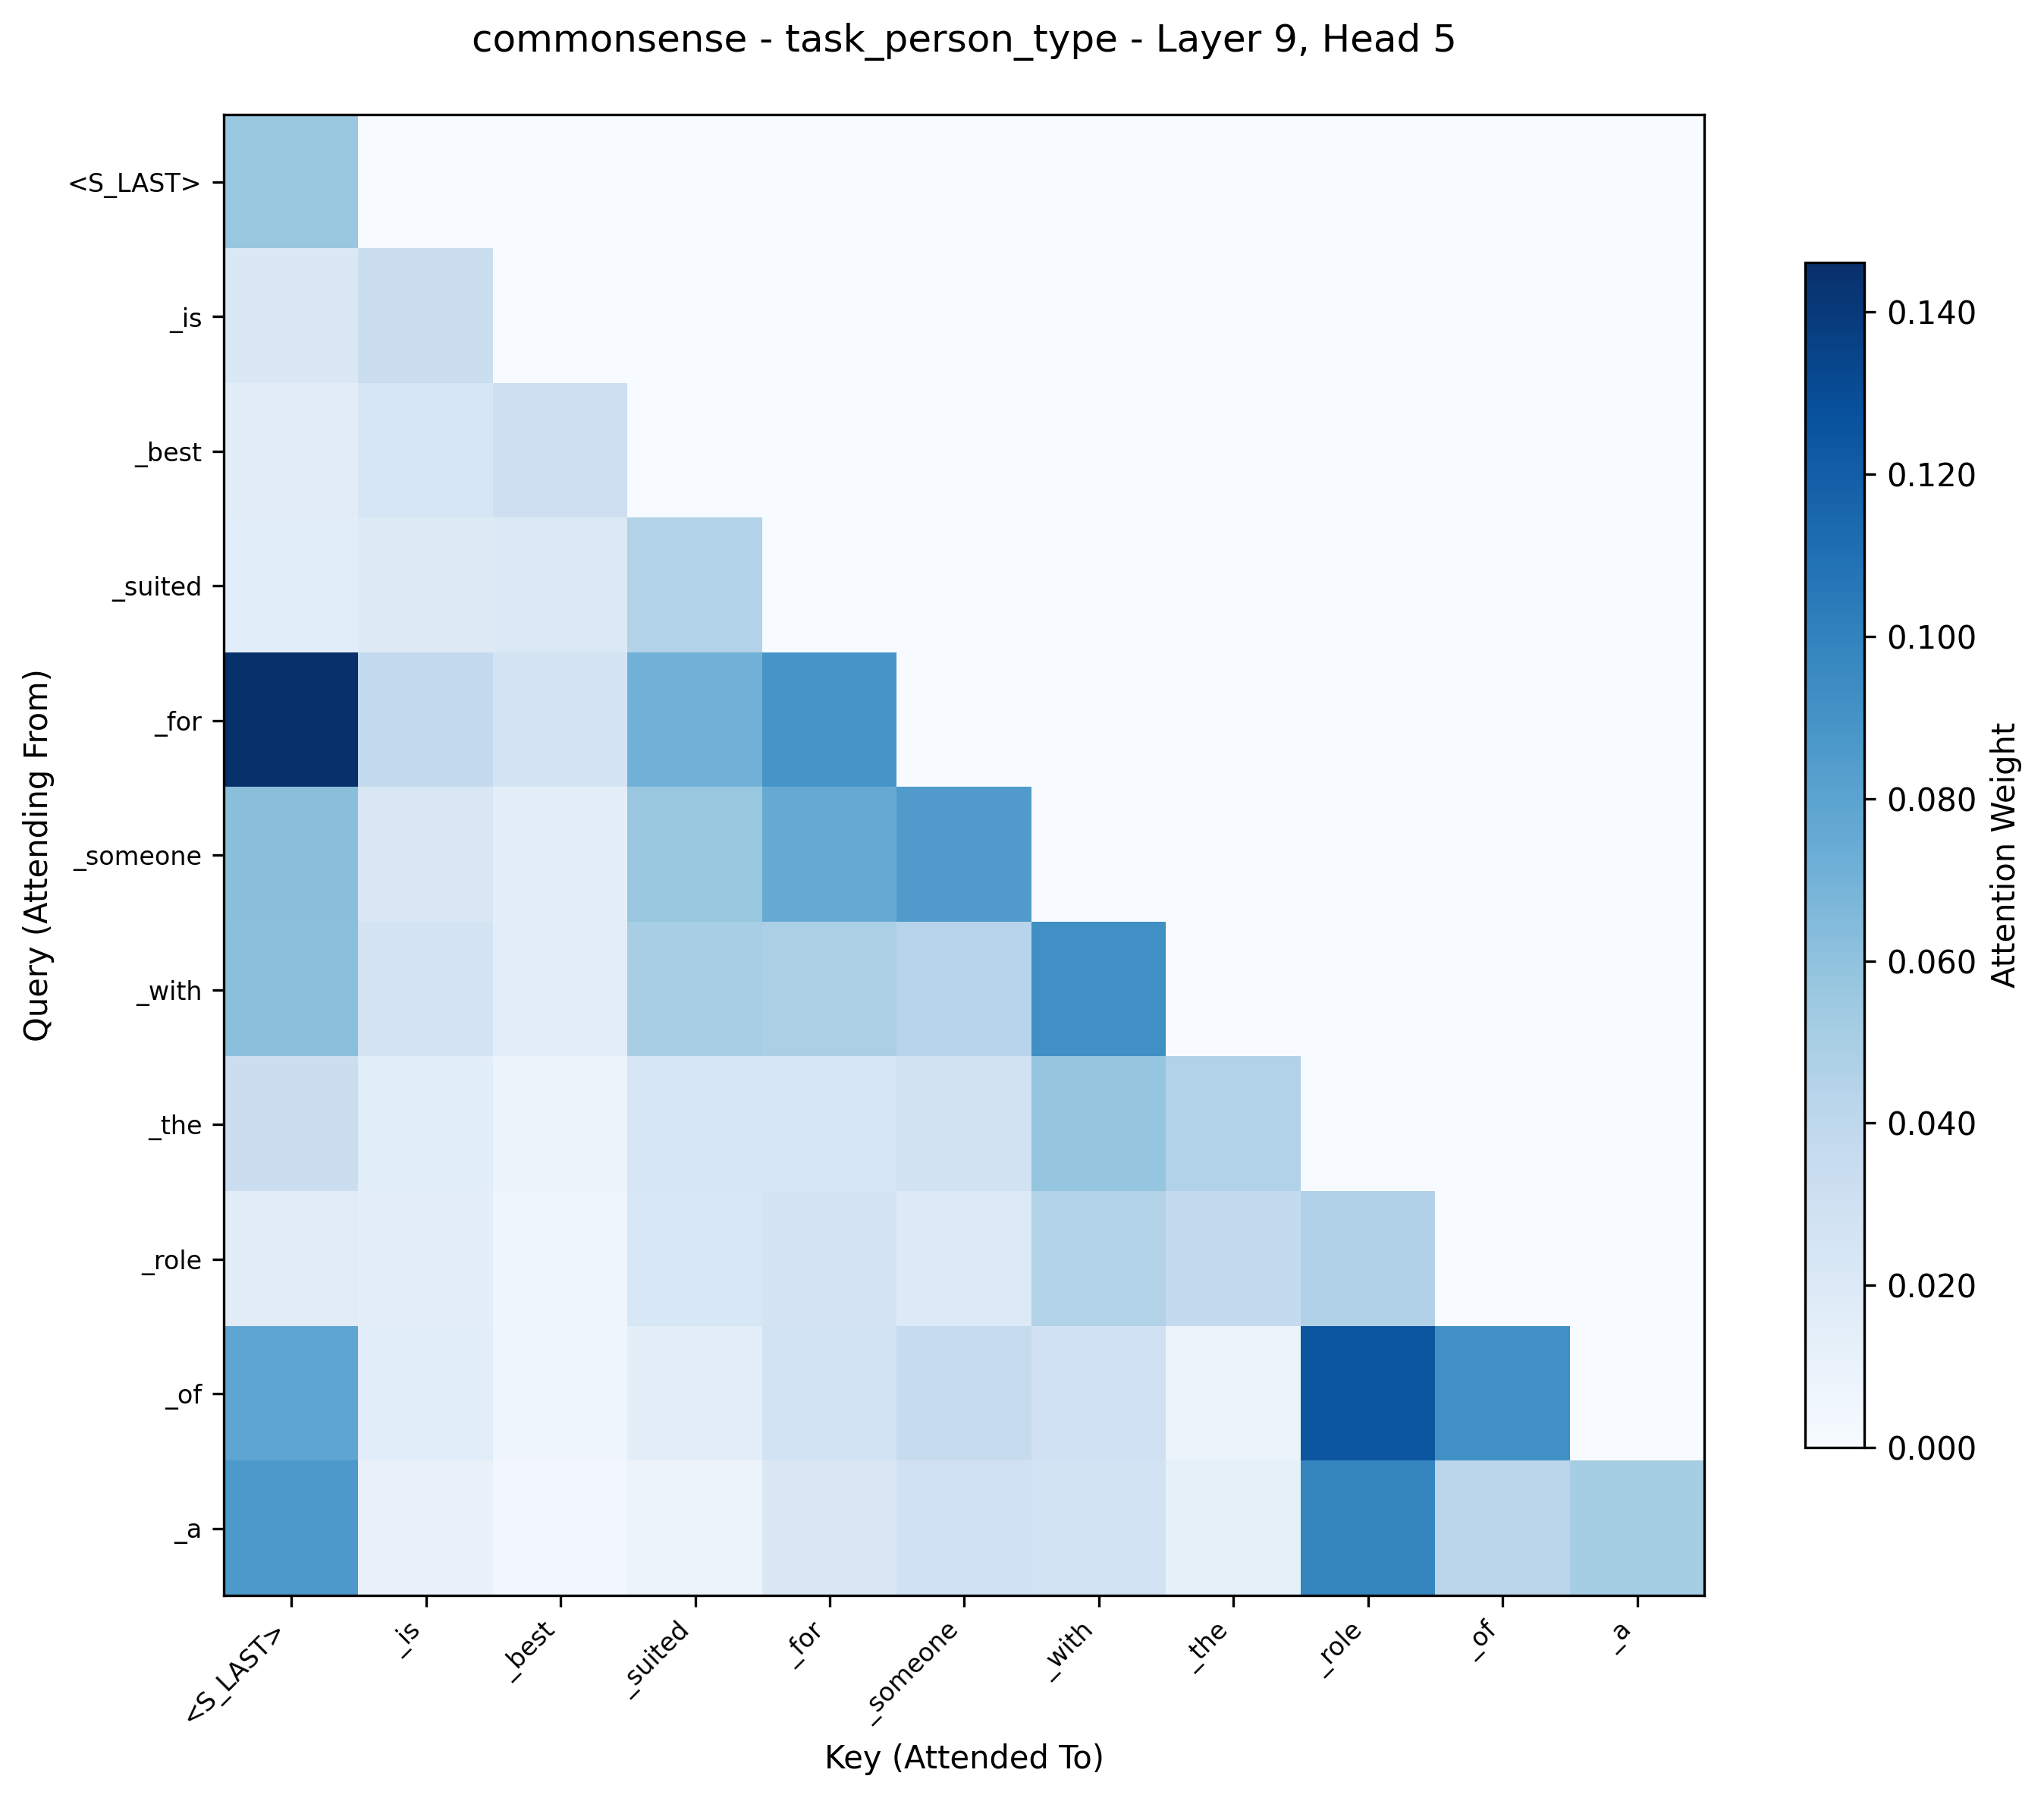 commonsense - task_person_type - Layer 9, Head 5
Query (Attending From)
<S_LAST>
_is
_best
_suited
_for
_someone
_with
_the
_role
_of
_a
<S_LAST>
_is
_best
_suited
_for
_someone
_with
_the
_role
_of
_a
Key (Attended To)
0.140
0.120
0.100
0.080
0.060
0.040
0.020
0.000
Attention Weight